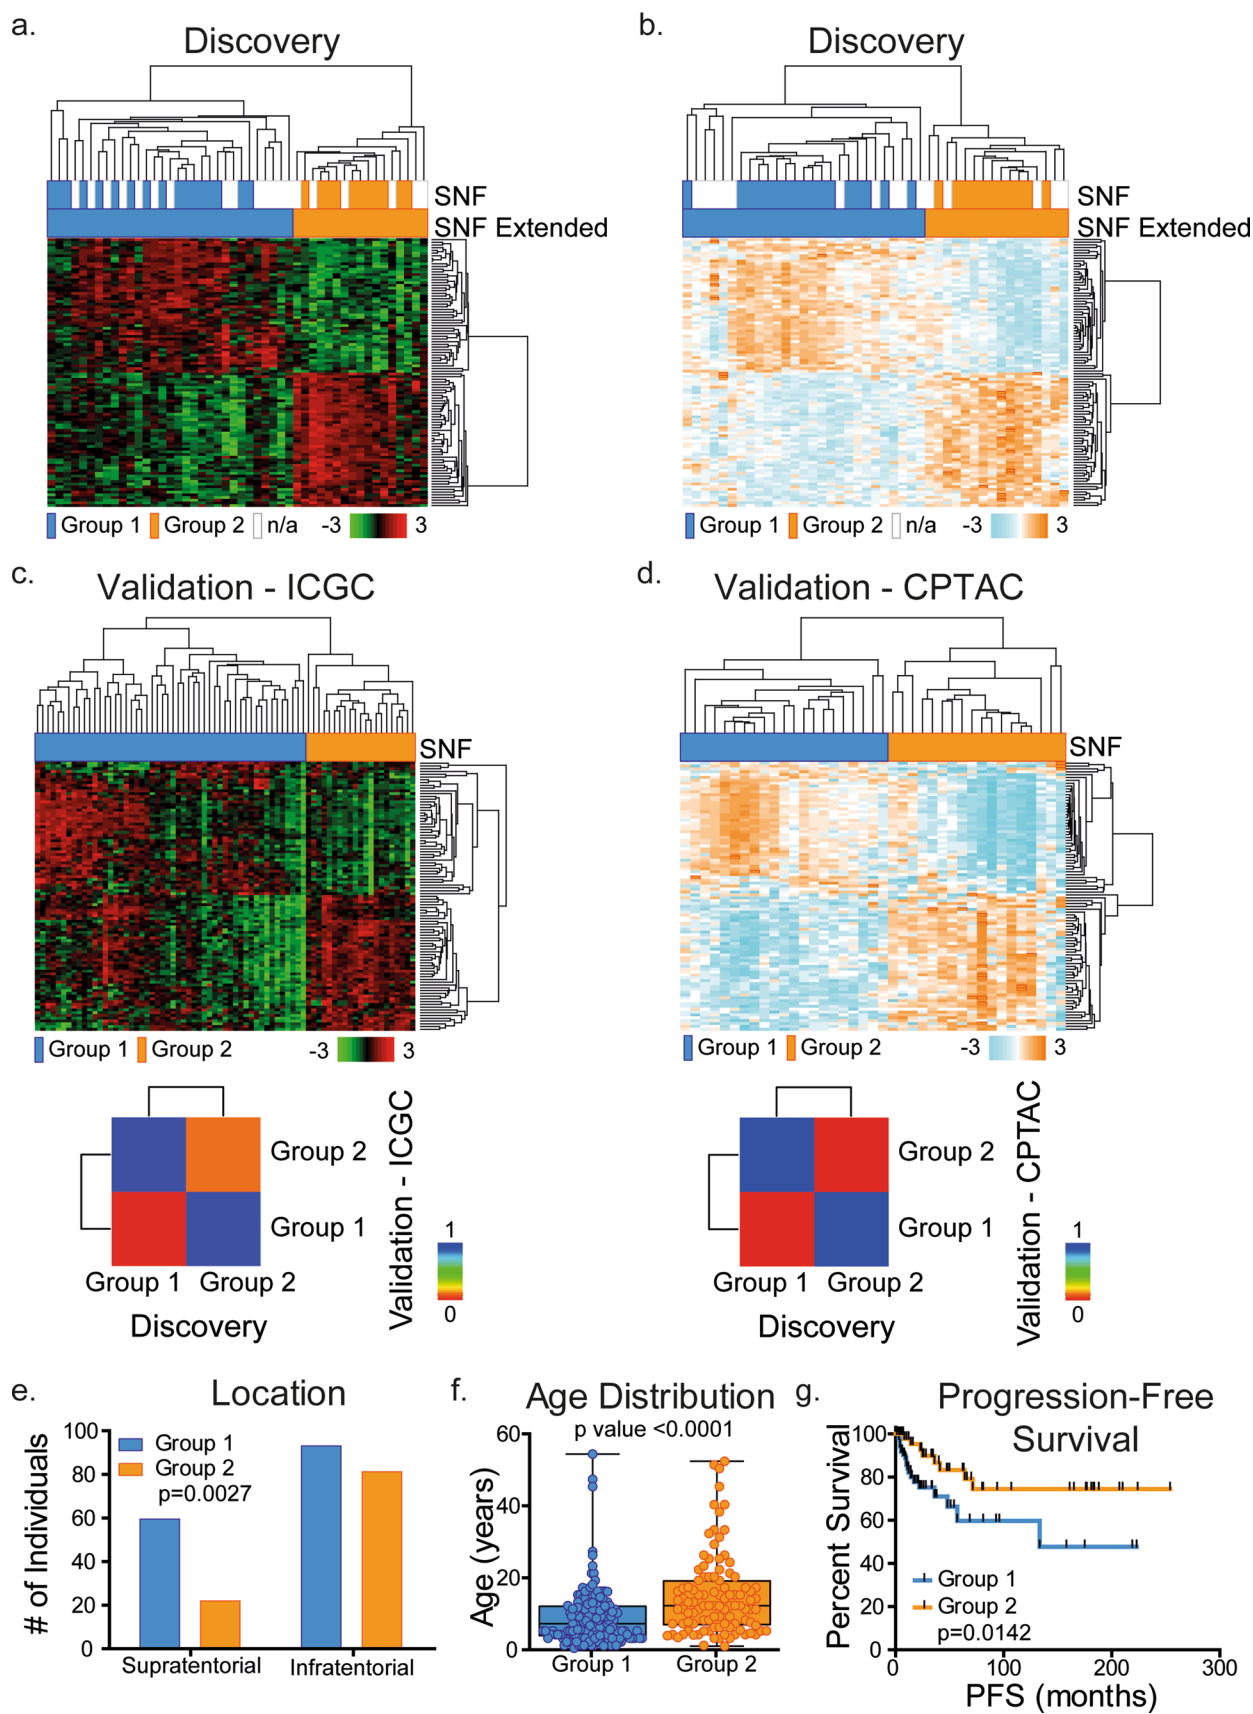 a.
Discovery
SNF
SNF Extended
Group 1 Group 2 n/a -3 3
b.
Discovery
SNF
SNF Extended
Group 1 Group 2 n/a -3 3
c.
Validation - ICGC
SNF
Group 1 Group 2 -3 3
Group 2
Group 1
Group 1 Group 2
Discovery
Validation - ICGC
1
0
d.
Validation - CPTAC
SNF
Group 1 Group 2 -3 3
Group 2
Group 1
Group 1 Group 2
Discovery
Validation - CPTAC
1
0
e.
Location
# of Individuals
100
80
60
40
20
0
Group 1
Group 2
p=0.0027
Supratentorial Infratentorial
f.
Age Distribution
p value <0.0001
Age (years)
60
40
20
0
Group 1 Group 2
g.
Progression-Free
Survival
Percent Survival
100
80
60
40
20
0
Group 1
Group 2
p=0.0142
0 100 200 300
PFS (months)